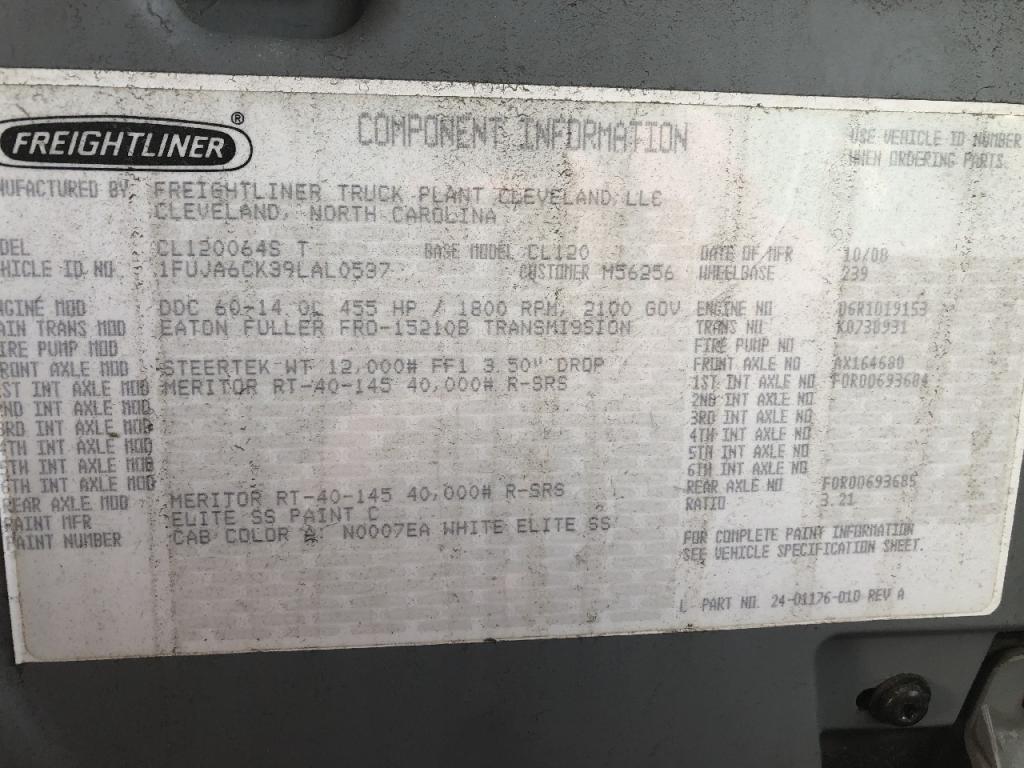 FREIGHTLINER ®
COMPONENT INFORMATION
USE VEHICLE ID NUMBER
WHEN ORDERING PARTS.
NUFACTURED BY, FREIGHTLINER TRUCK PLANT CLEVELAND, LLC
CLEVELAND, NORTH CAROLINA
DEL CL120064S T BASE MODEL CL120 DATE OF MFR 10/08
HICLE ID NO 1FUJA6CK39LAL0537 CUSTOMER M56256 WHEELBASE 239
NGINE MOD DDC 60-14.0L 455 HP / 1800 RPM, 2100 GOV ENGINE NO 06R1019153
AIN TRANS MOD EATON FULLER FRO-15210B TRANSMISSION TRANS NO K0738931
IRE PUMP MOD FIRE PUMP NO
FRONT AXLE MOD STEERTEK WT 12,000# FF1 3.50" DROP FRONT AXLE NO AX164680
1ST INT AXLE MOD MERITOR RT-40-145 40,000# R-SRS 1ST INT AXLE NO FOR00693684
2ND INT AXLE MOD 2ND INT AXLE NO
3RD INT AXLE MOD 3RD INT AXLE NO
4TH INT AXLE MOD 4TH INT AXLE NO
5TH INT AXLE MOD 5TH INT AXLE NO
6TH INT AXLE MOD 6TH INT AXLE NO
REAR AXLE MOD MERITOR RT-40-145 40,000# R-SRS REAR AXLE NO FOR00693685
PAINT MFR ELITE SS PAINT C RATIO 3.21
PAINT NUMBER CAB COLOR A: N0007EA WHITE ELITE SS
FOR COMPLETE PAINT INFORMATION
SEE VEHICLE SPECIFICATION SHEET.
L PART NO. 24-01176-010 REV A